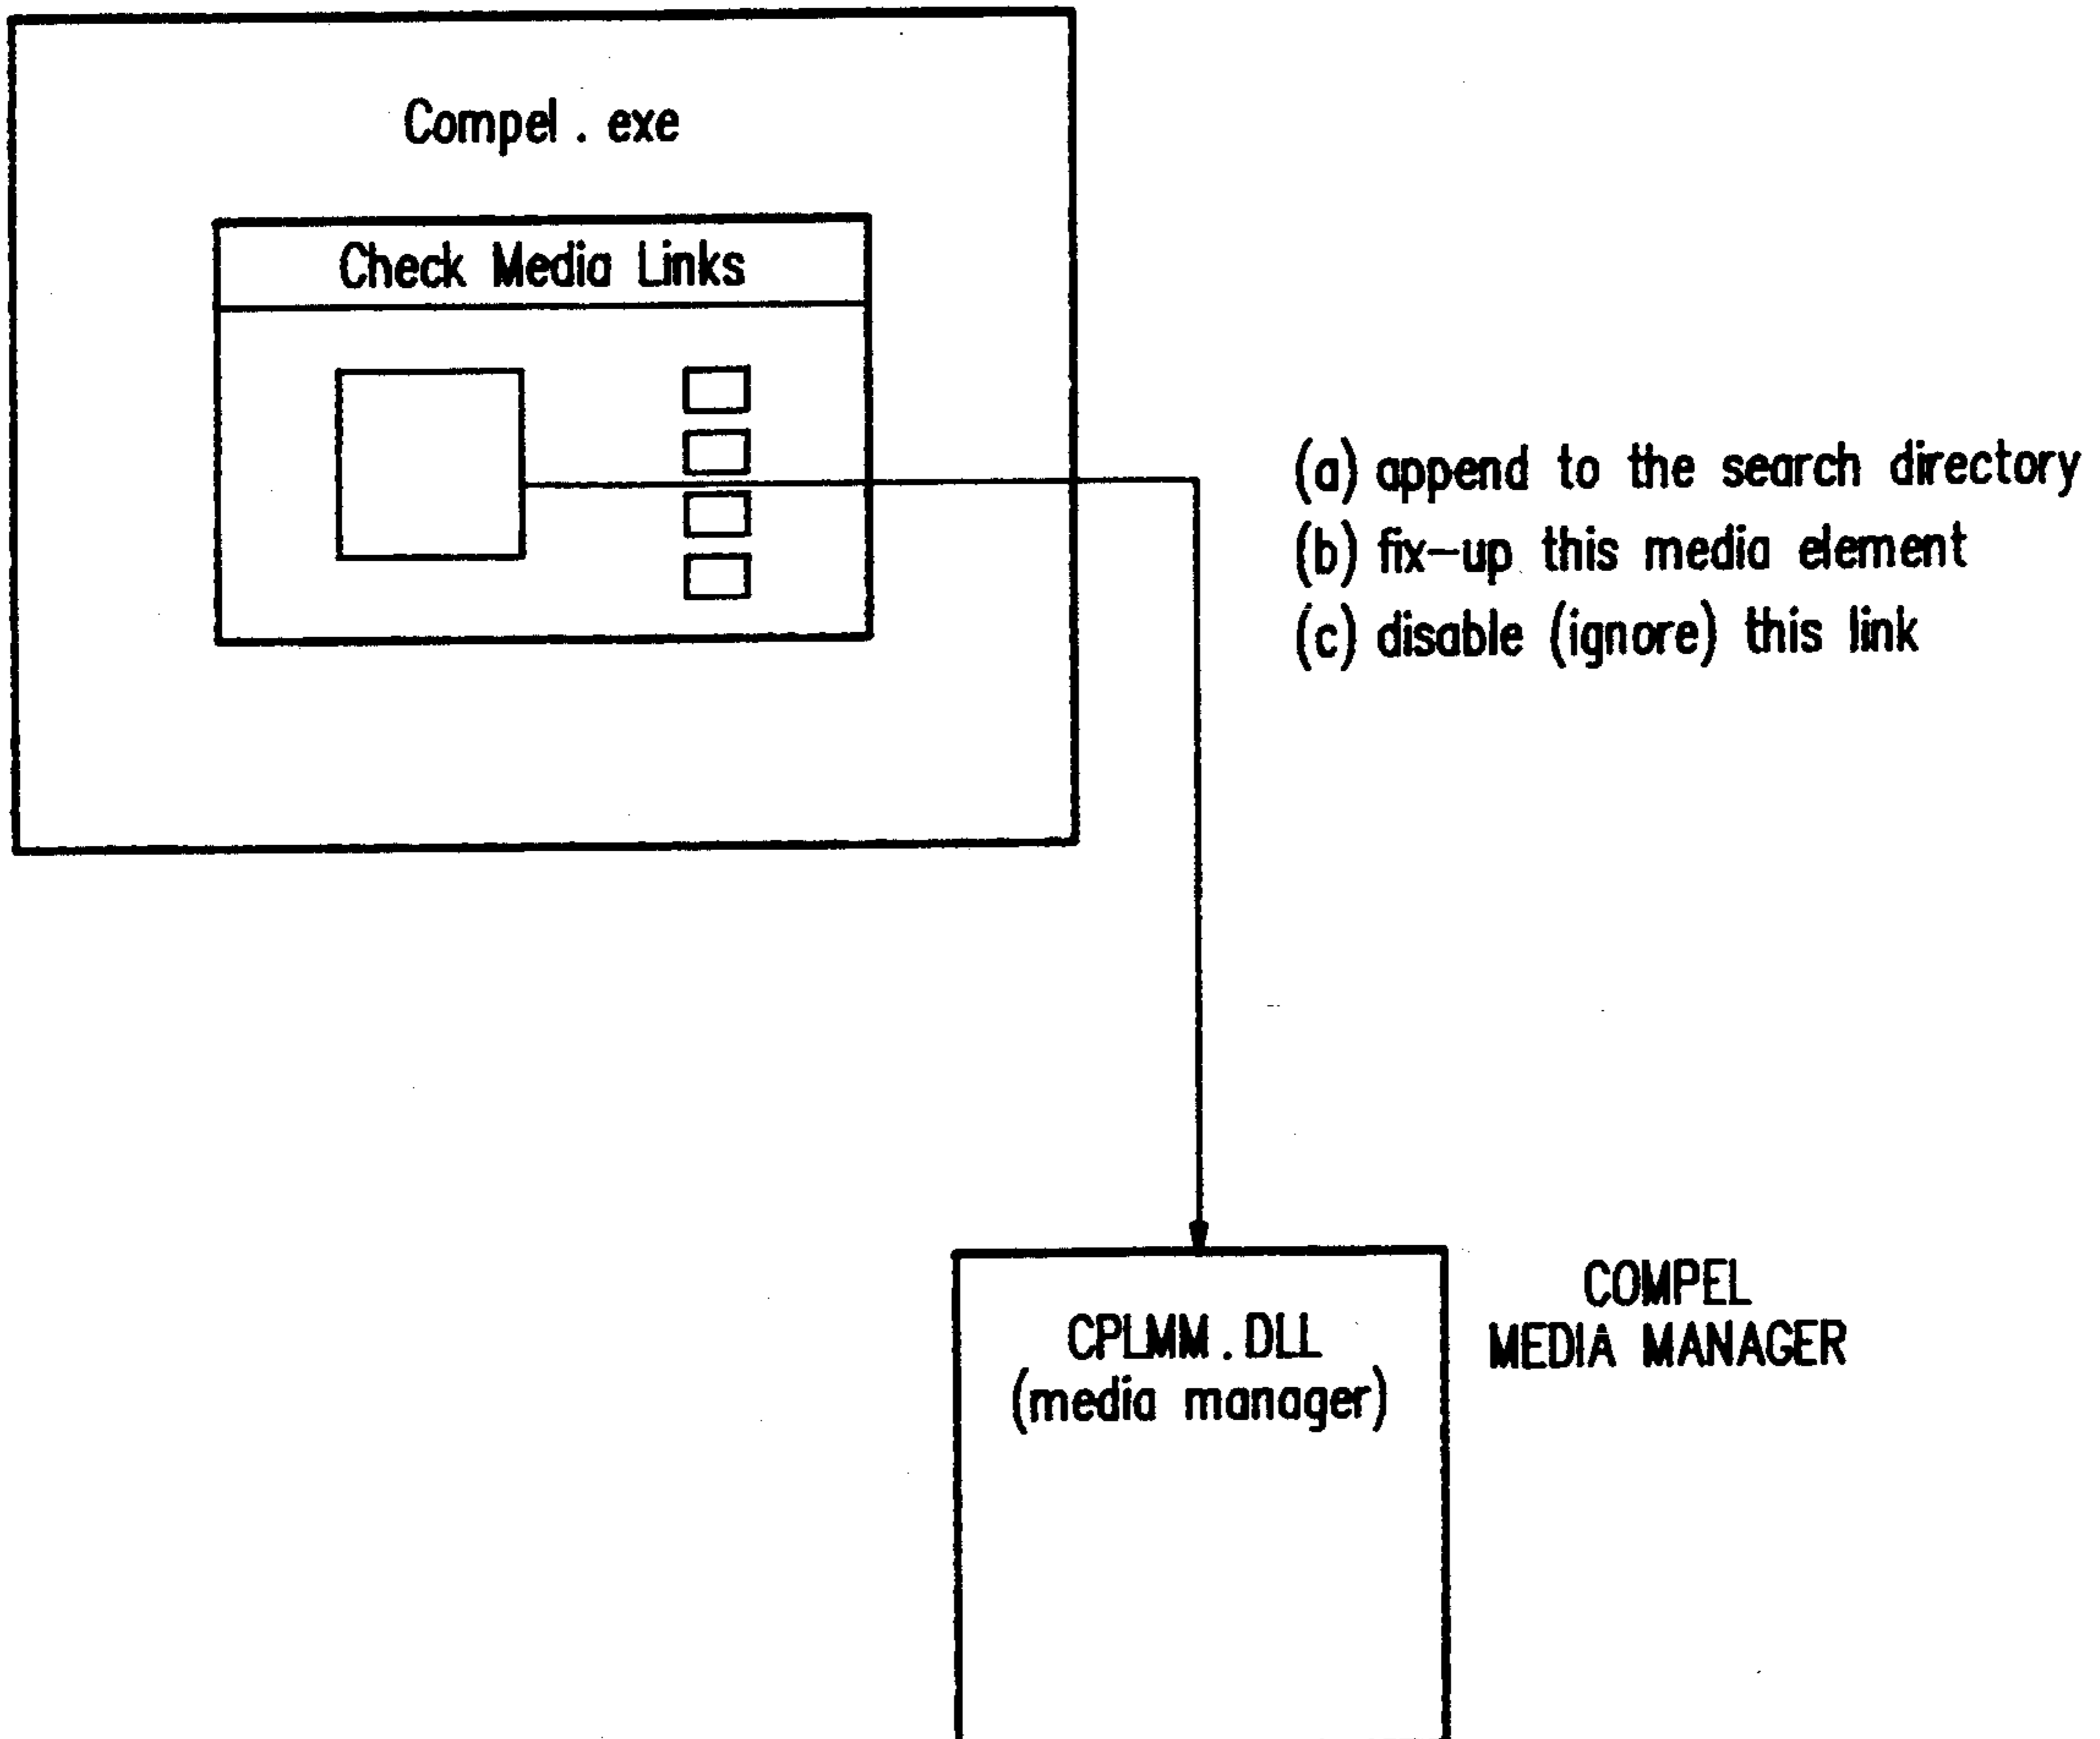 Compel . exe
Check Media Links
(a) append to the search directory
(b) fix-up this media element
(c) disable (ignore) this link
CPLMM . DLL
(media manager)
COMPEL
MEDIA MANAGER